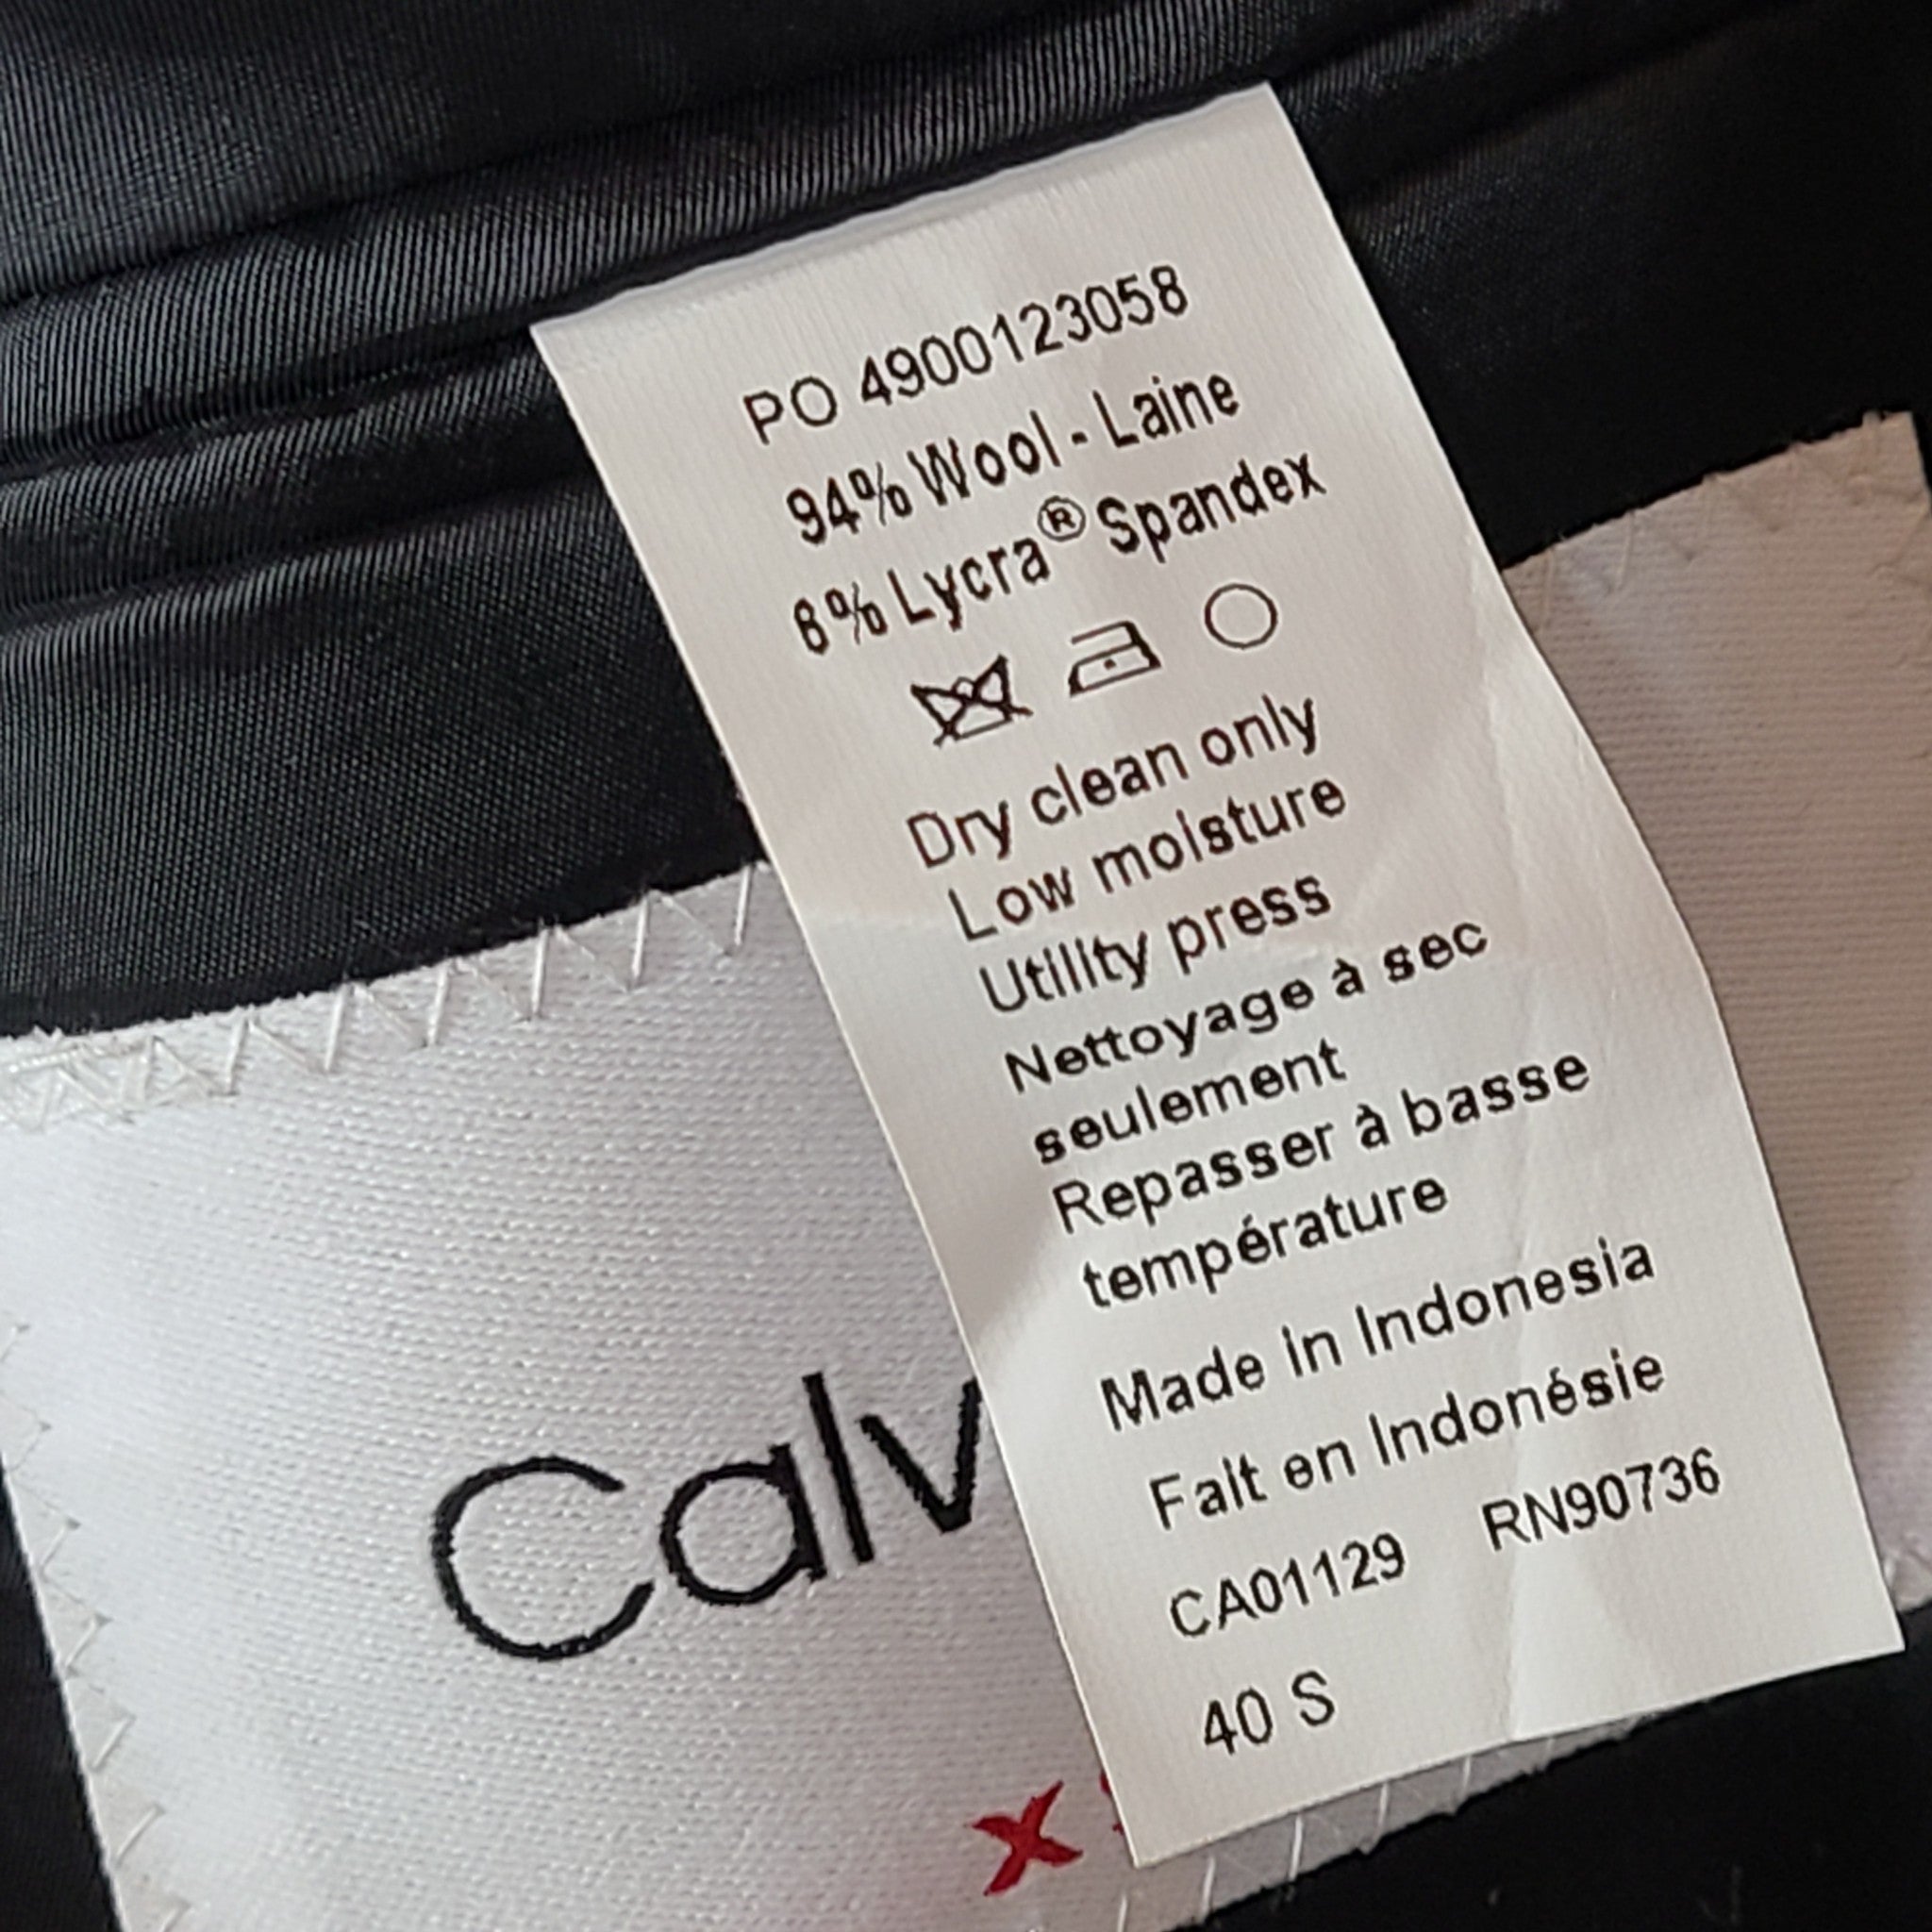 PO 4900123058
94% Wool - Laine
6% Lycra® Spandex
Dry clean only
Low moisture
Utility press
Nettoyage à sec
seulement
Repasser à basse
température
Made in Indonesia
Fait en Indonésie
CA01129 RN90736
40 S
Calv
x